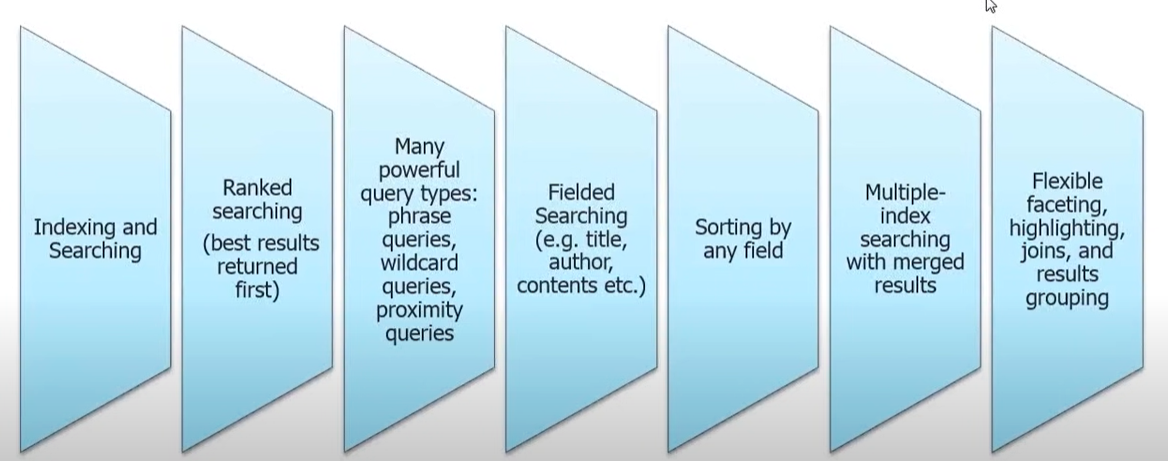 Indexing and
Searching
Ranked
searching
(best results
returned
first)
Many
powerful
query types:
phrase
queries,
wildcard
queries,
proximity
queries
Fielded
Searching
(e.g. title,
author,
contents etc.)
Sorting by
any field
Multiple-
index
searching
with merged
results
Flexible
faceting,
highlighting,
joins, and
results
grouping